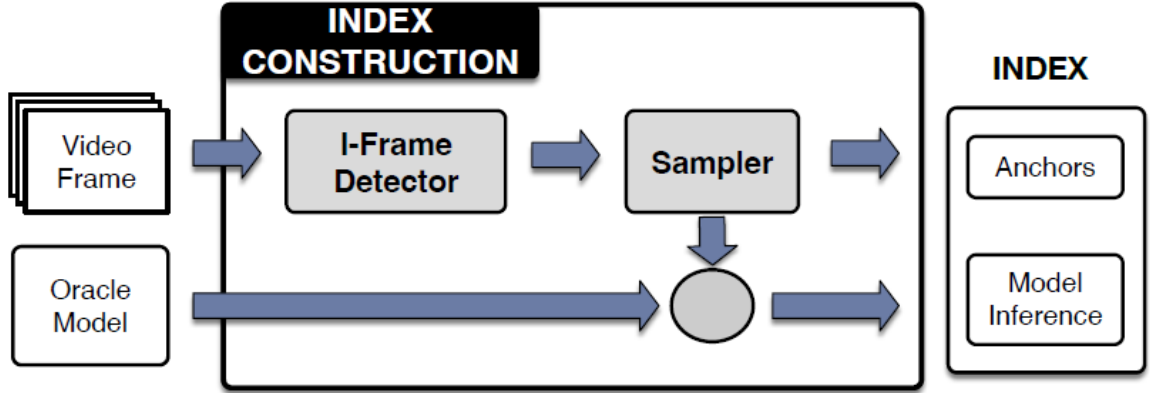 INDEX
CONSTRUCTION
INDEX
Video
Frame
I-Frame
Detector
Sampler
Anchors
Oracle
Model
Model
Inference